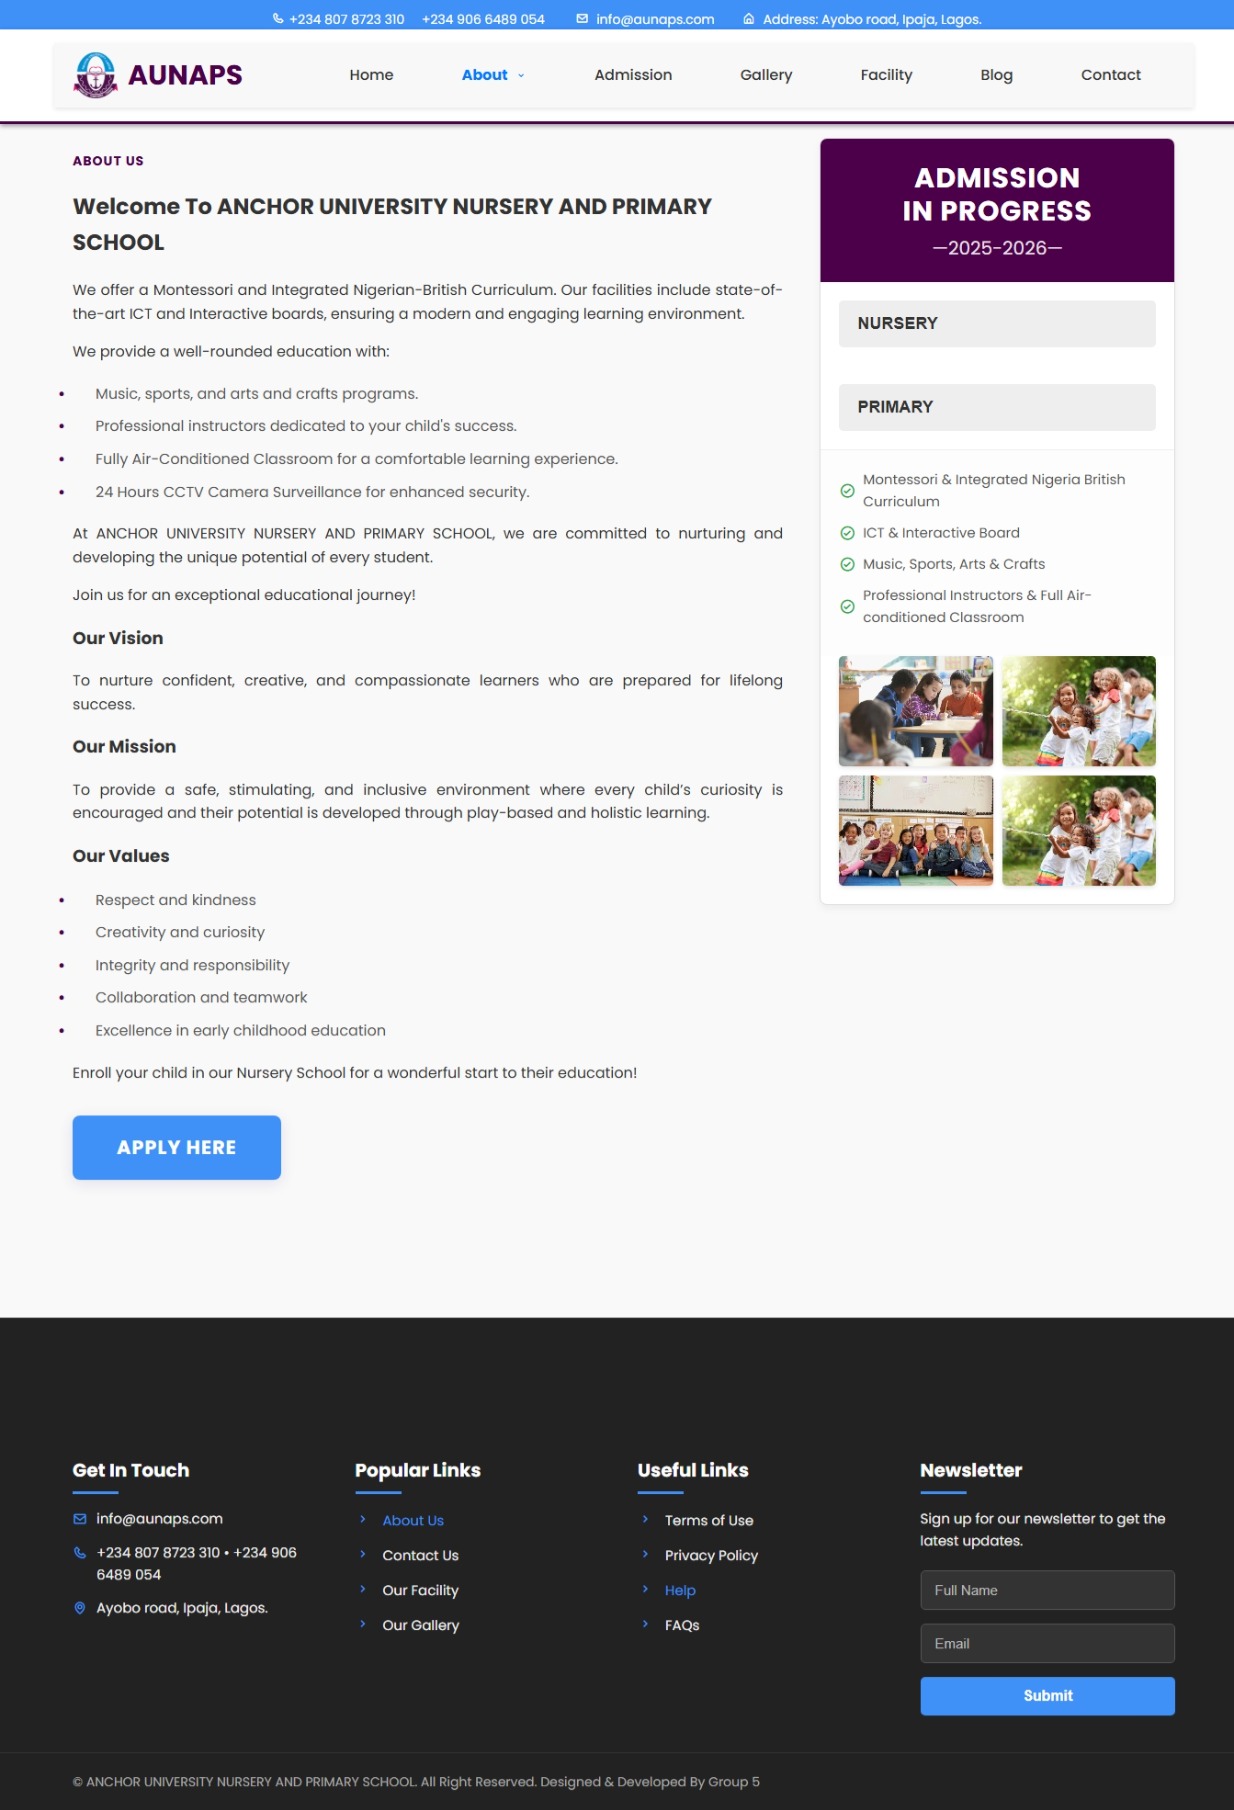 +234 807 8723 310 +234 906 6489 054 info@aunaps.com Address: Ayobo road, Ipaja, Lagos.
AUNAPS
Home About Admission Gallery Facility Blog Contact
ABOUT US
Welcome To ANCHOR UNIVERSITY NURSERY AND PRIMARY
SCHOOL
We offer a Montessori and Integrated Nigerian-British Curriculum. Our facilities include state-of-
the-art ICT and Interactive boards, ensuring a modern and engaging learning environment.
We provide a well-rounded education with:
• Music, sports, and arts and crafts programs.
• Professional instructors dedicated to your child's success.
• Fully Air-Conditioned Classroom for a comfortable learning experience.
• 24 Hours CCTV Camera Surveillance for enhanced security.
At ANCHOR UNIVERSITY NURSERY AND PRIMARY SCHOOL, we are committed to nurturing and
developing the unique potential of every student.
Join us for an exceptional educational journey!
Our Vision
To nurture confident, creative, and compassionate learners who are prepared for lifelong
success.
Our Mission
To provide a safe, stimulating, and inclusive environment where every child’s curiosity is
encouraged and their potential is developed through play-based and holistic learning.
Our Values
• Respect and kindness
• Creativity and curiosity
• Integrity and responsibility
• Collaboration and teamwork
• Excellence in early childhood education
Enroll your child in our Nursery School for a wonderful start to their education!
APPLY HERE
ADMISSION
IN PROGRESS
—2025-2026—
NURSERY
PRIMARY
Montessori & Integrated Nigeria British
Curriculum
ICT & Interactive Board
Music, Sports, Arts & Crafts
Professional Instructors & Full Air-
conditioned Classroom
Get In Touch
info@aunaps.com
+234 807 8723 310 • +234 906
6489 054
Ayobo road, Ipaja, Lagos.
Popular Links
About Us
Contact Us
Our Facility
Our Gallery
Useful Links
Terms of Use
Privacy Policy
Help
FAQs
Newsletter
Sign up for our newsletter to get the
latest updates.
Full Name
Email
Submit
© ANCHOR UNIVERSITY NURSERY AND PRIMARY SCHOOL. All Right Reserved. Designed & Developed By Group 5